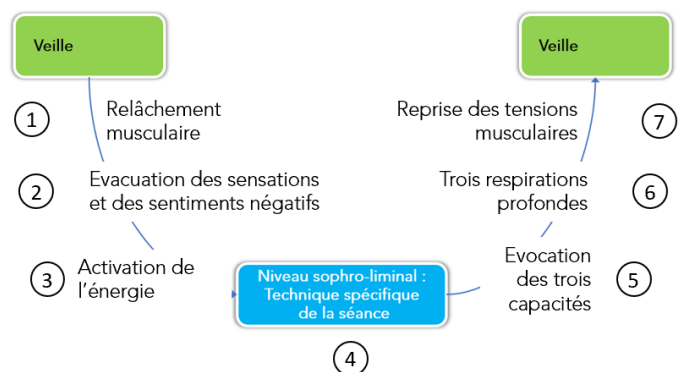 Veille
1
Relâchement
musculaire
2
Evacuation des sensations
et des sentiments négatifs
3
Activation de
l'énergie
Niveau sophro-liminal :
Technique spécifique
de la séance
4
Evocation
des trois
capacités
5
Trois respirations
profondes
6
Reprise des tensions
musculaires
7
Veille